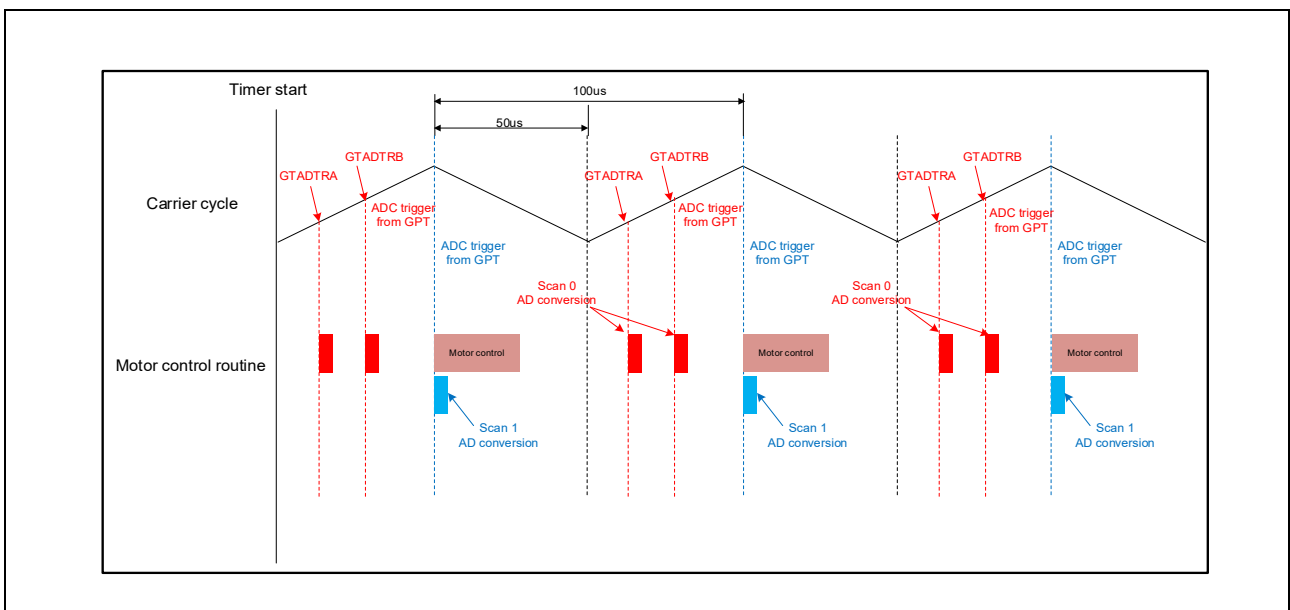 Timer start
100us
50us
GTADTRB
GTADTRA
GTADTRB
GTADTRA
GTADTRB
GTADTRA
Carrier cycle
ADC trigger
from GPT
ADC trigger
from GPT
ADC trigger
from GPT
ADC trigger
from GPT
ADC trigger
from GPT
ADC trigger
from GPT
Scan 0
AD conversion
Scan 0
AD conversion
Motor control routine
Motor control
Motor control
Motor control
Scan 1
AD conversion
Scan 1
AD conversion
Scan 1
AD conversion